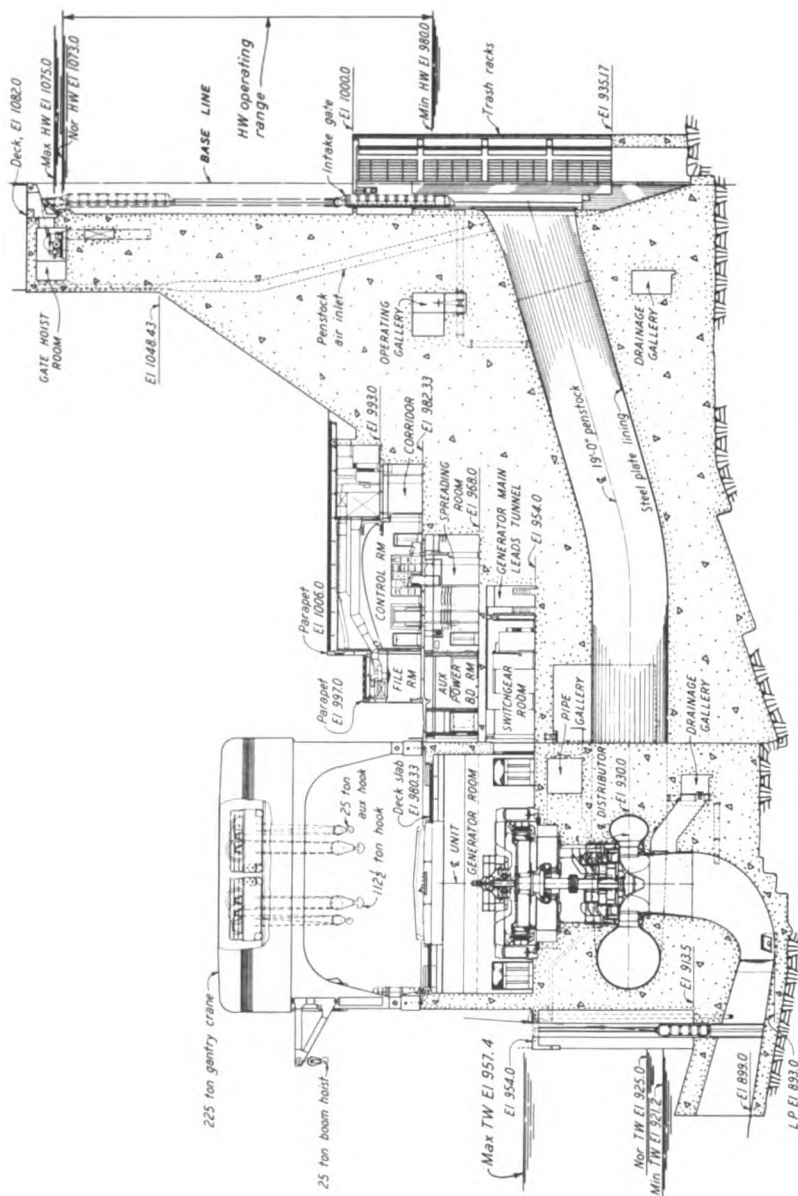 Deck, El 1082.0
Max HW El 1075.0
Nor HW El 1073.0
BASE LINE
HW operating
range
Intake gate
El 1000.0
Min HW El 980.0
Trash racks
El 935.17
GATE HOIST
ROOM
El 1048.43
Penstock
air inlet
OPERATING
GALLERY
DRAINAGE
GALLERY
℄ 19'-0" penstock
Steel plate lining
El 993.0
CORRIDOR
El 982.33
SPREADING
ROOM
El 968.0
GENERATOR MAIN
LEADS TUNNEL
El 954.0
Parapet
El 1006.0
CONTROL RM
Parapet
El 997.0
FILE
RM
AUX
POWER
BD RM
SWITCHGEAR
ROOM
PIPE
GALLERY
DRAINAGE
GALLERY
225 ton gantry crane
25 ton
aux hook
112½ ton hook
25 ton boom hoist
Deck slab
El 980.33
℄ UNIT
GENERATOR ROOM
℄ DISTRIBUTOR
El 930.0
Max TW El 957.4
El 954.0
El 913.5
Nor TW El 925.0
Min TW El 921.2
El 899.0
LP El 893.0